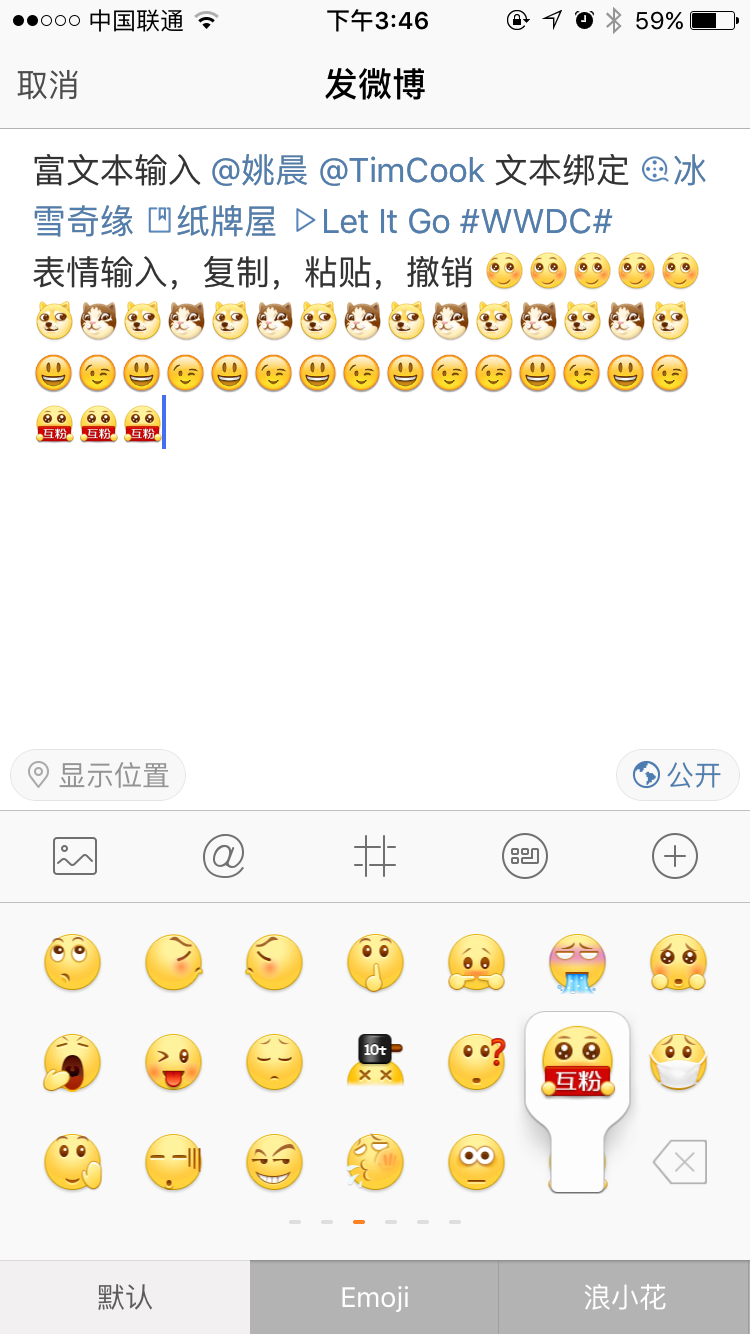 中国联通 下午3:46 59%
取消 发微博
富文本输入 @姚晨 @TimCook 文本绑定 冰
雪奇缘 纸牌屋 Let It Go #WWDC#
表情输入，复制，粘贴，撤销
互粉 互粉 互粉
显示位置 公开
@
10t
互粉
默认 Emoji 浪小花